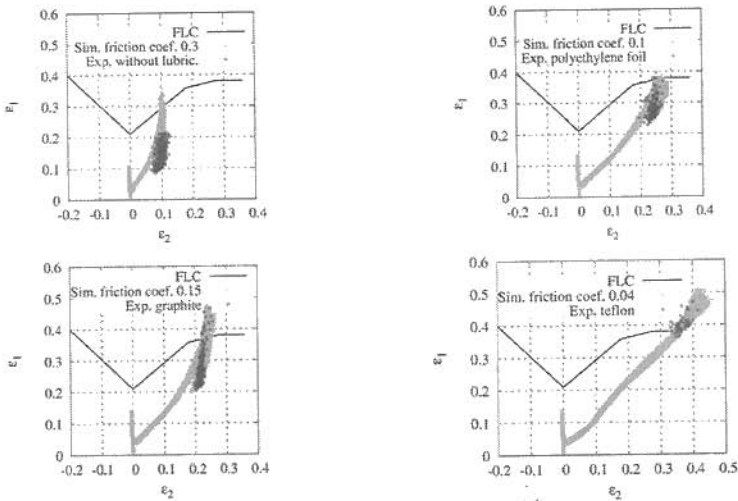 0.6
0.5
0.4
0.3
0.2
0.1
0
ε1
FLC
Sim. friction coef. 0.3
Exp. without lubric.
-0.2 -0.1 0 0.1 0.2 0.3 0.4
ε2
0.6
0.5
0.4
0.3
0.2
0.1
0
ε1
FLC
Sim. friction coef. 0.1
Exp. polyethylene foil
-0.2 -0.1 0 0.1 0.2 0.3 0.4
ε2
0.6
0.5
0.4
0.3
0.2
0.1
0
ε1
FLC
Sim. friction coef. 0.15
Exp. graphite
-0.2 -0.1 0 0.1 0.2 0.3 0.4
ε2
0.6
0.5
0.4
0.3
0.2
0.1
0
ε1
FLC
Sim. friction coef. 0.04
Exp. teflon
-0.2 -0.1 0 0.1 0.2 0.3 0.4 0.5
ε2